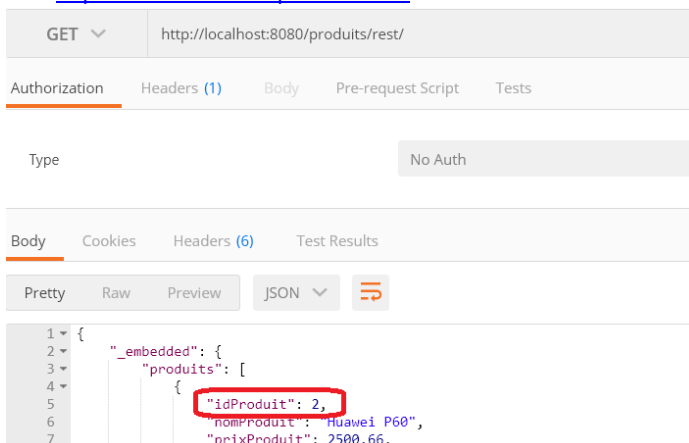 GET http://localhost:8080/produits/rest/
Authorization Headers (1) Body Pre-request Script Tests
Type No Auth
Body Cookies Headers (6) Test Results
Pretty Raw Preview JSON
1 {
2 "_embedded": {
3 "produits": [
4 {
5 "idProduit": 2,
6 "nomProduit": "Huawei P60",
7 "prixProduit": 2500.66,